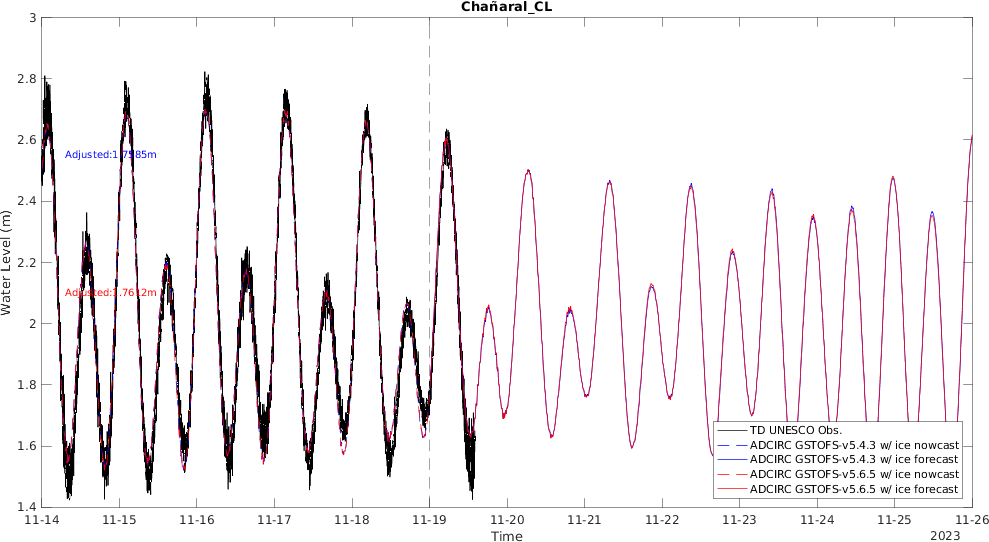 Chañaral_CL
3
2.8
2.6
2.4
2.2
2
1.8
1.6
1.4
Water Level (m)
Adjusted:1.7585m
Adjusted:1.7612m
TD UNESCO Obs.
ADCIRC GSTOFS-v5.4.3 w/ ice nowcast
ADCIRC GSTOFS-v5.4.3 w/ ice forecast
ADCIRC GSTOFS-v5.6.5 w/ ice nowcast
ADCIRC GSTOFS-v5.6.5 w/ ice forecast
11-14 11-15 11-16 11-17 11-18 11-19 11-20 11-21 11-22 11-23 11-24 11-25 11-26
Time
2023